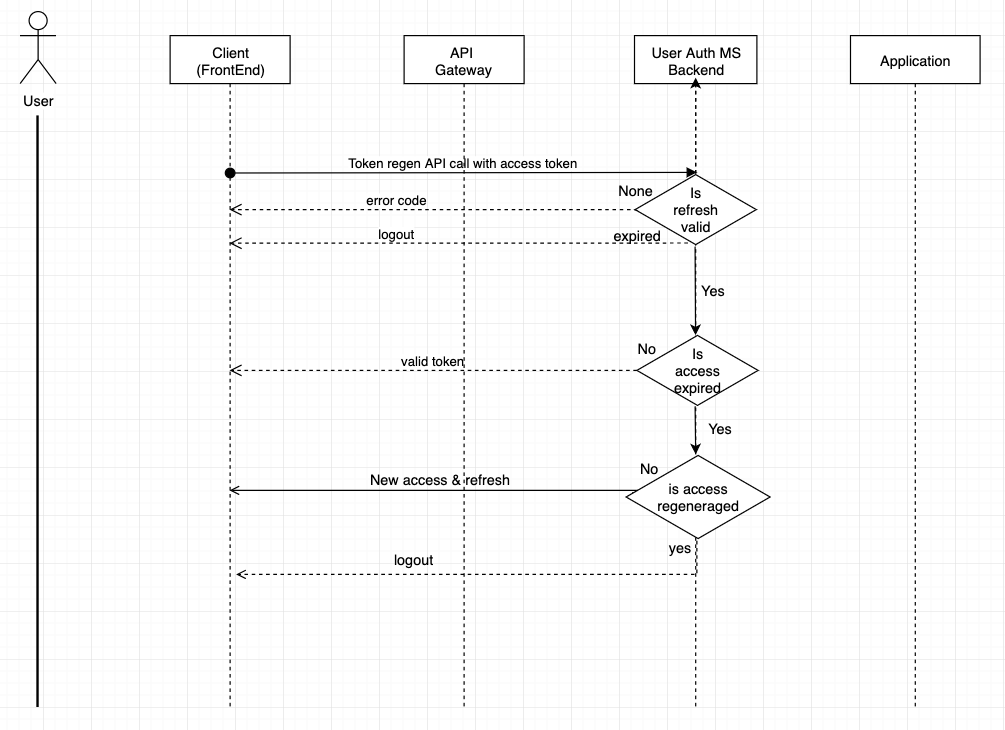 User
Client
(FrontEnd)
API
Gateway
User Auth MS
Backend
Application
Token regen API call with access token
None
error code
Is
refresh
valid
logout
expired
Yes
No
valid token
Is
access
expired
Yes
No
New access & refresh
is access
regeneraged
yes
logout